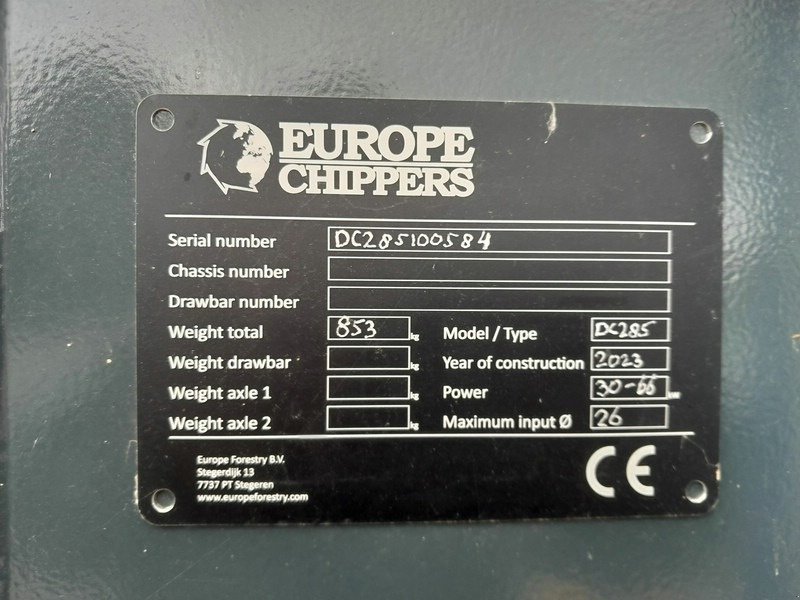 EUROPE
CHIPPERS
Serial number DC285100584
Chassis number
Drawbar number
Weight total 853 kg Model / Type DC285
Weight drawbar kg Year of construction 2023
Weight axle 1 kg Power 30-66 kW
Weight axle 2 kg Maximum input Ø 26
Europe Forestry B.V.
Stegerdijk 13
7737 PT Stegeren
www.europeforestry.com
CE